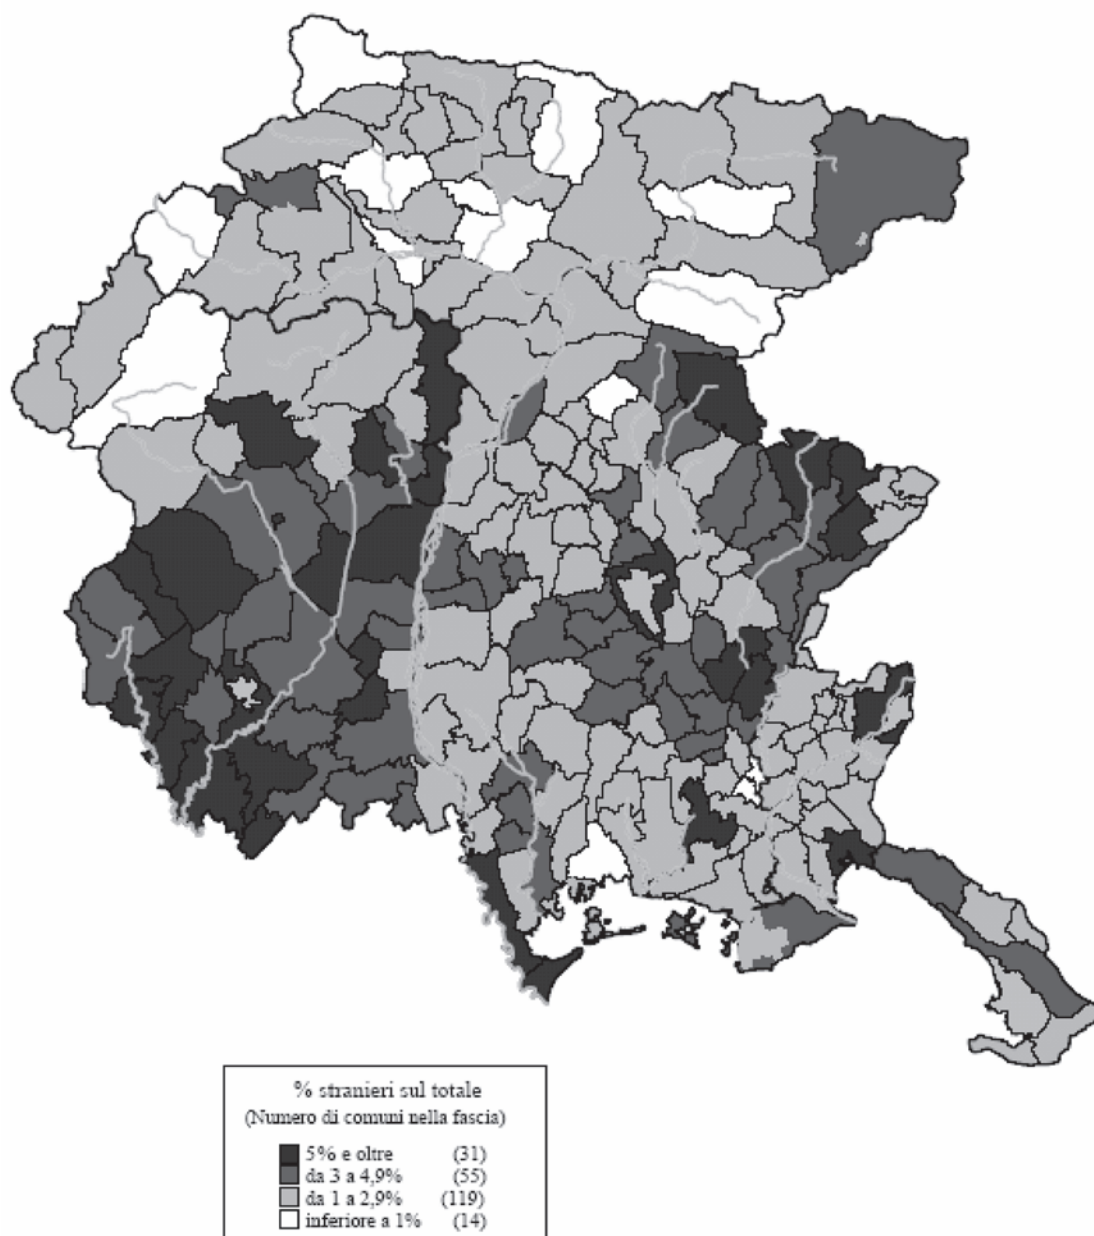 % stranieri sul totale
(Numero di comuni nella fascia)
5% e oltre (31)
da 3 a 4,9% (55)
da 1 a 2,9% (119)
inferiore a 1% (14)